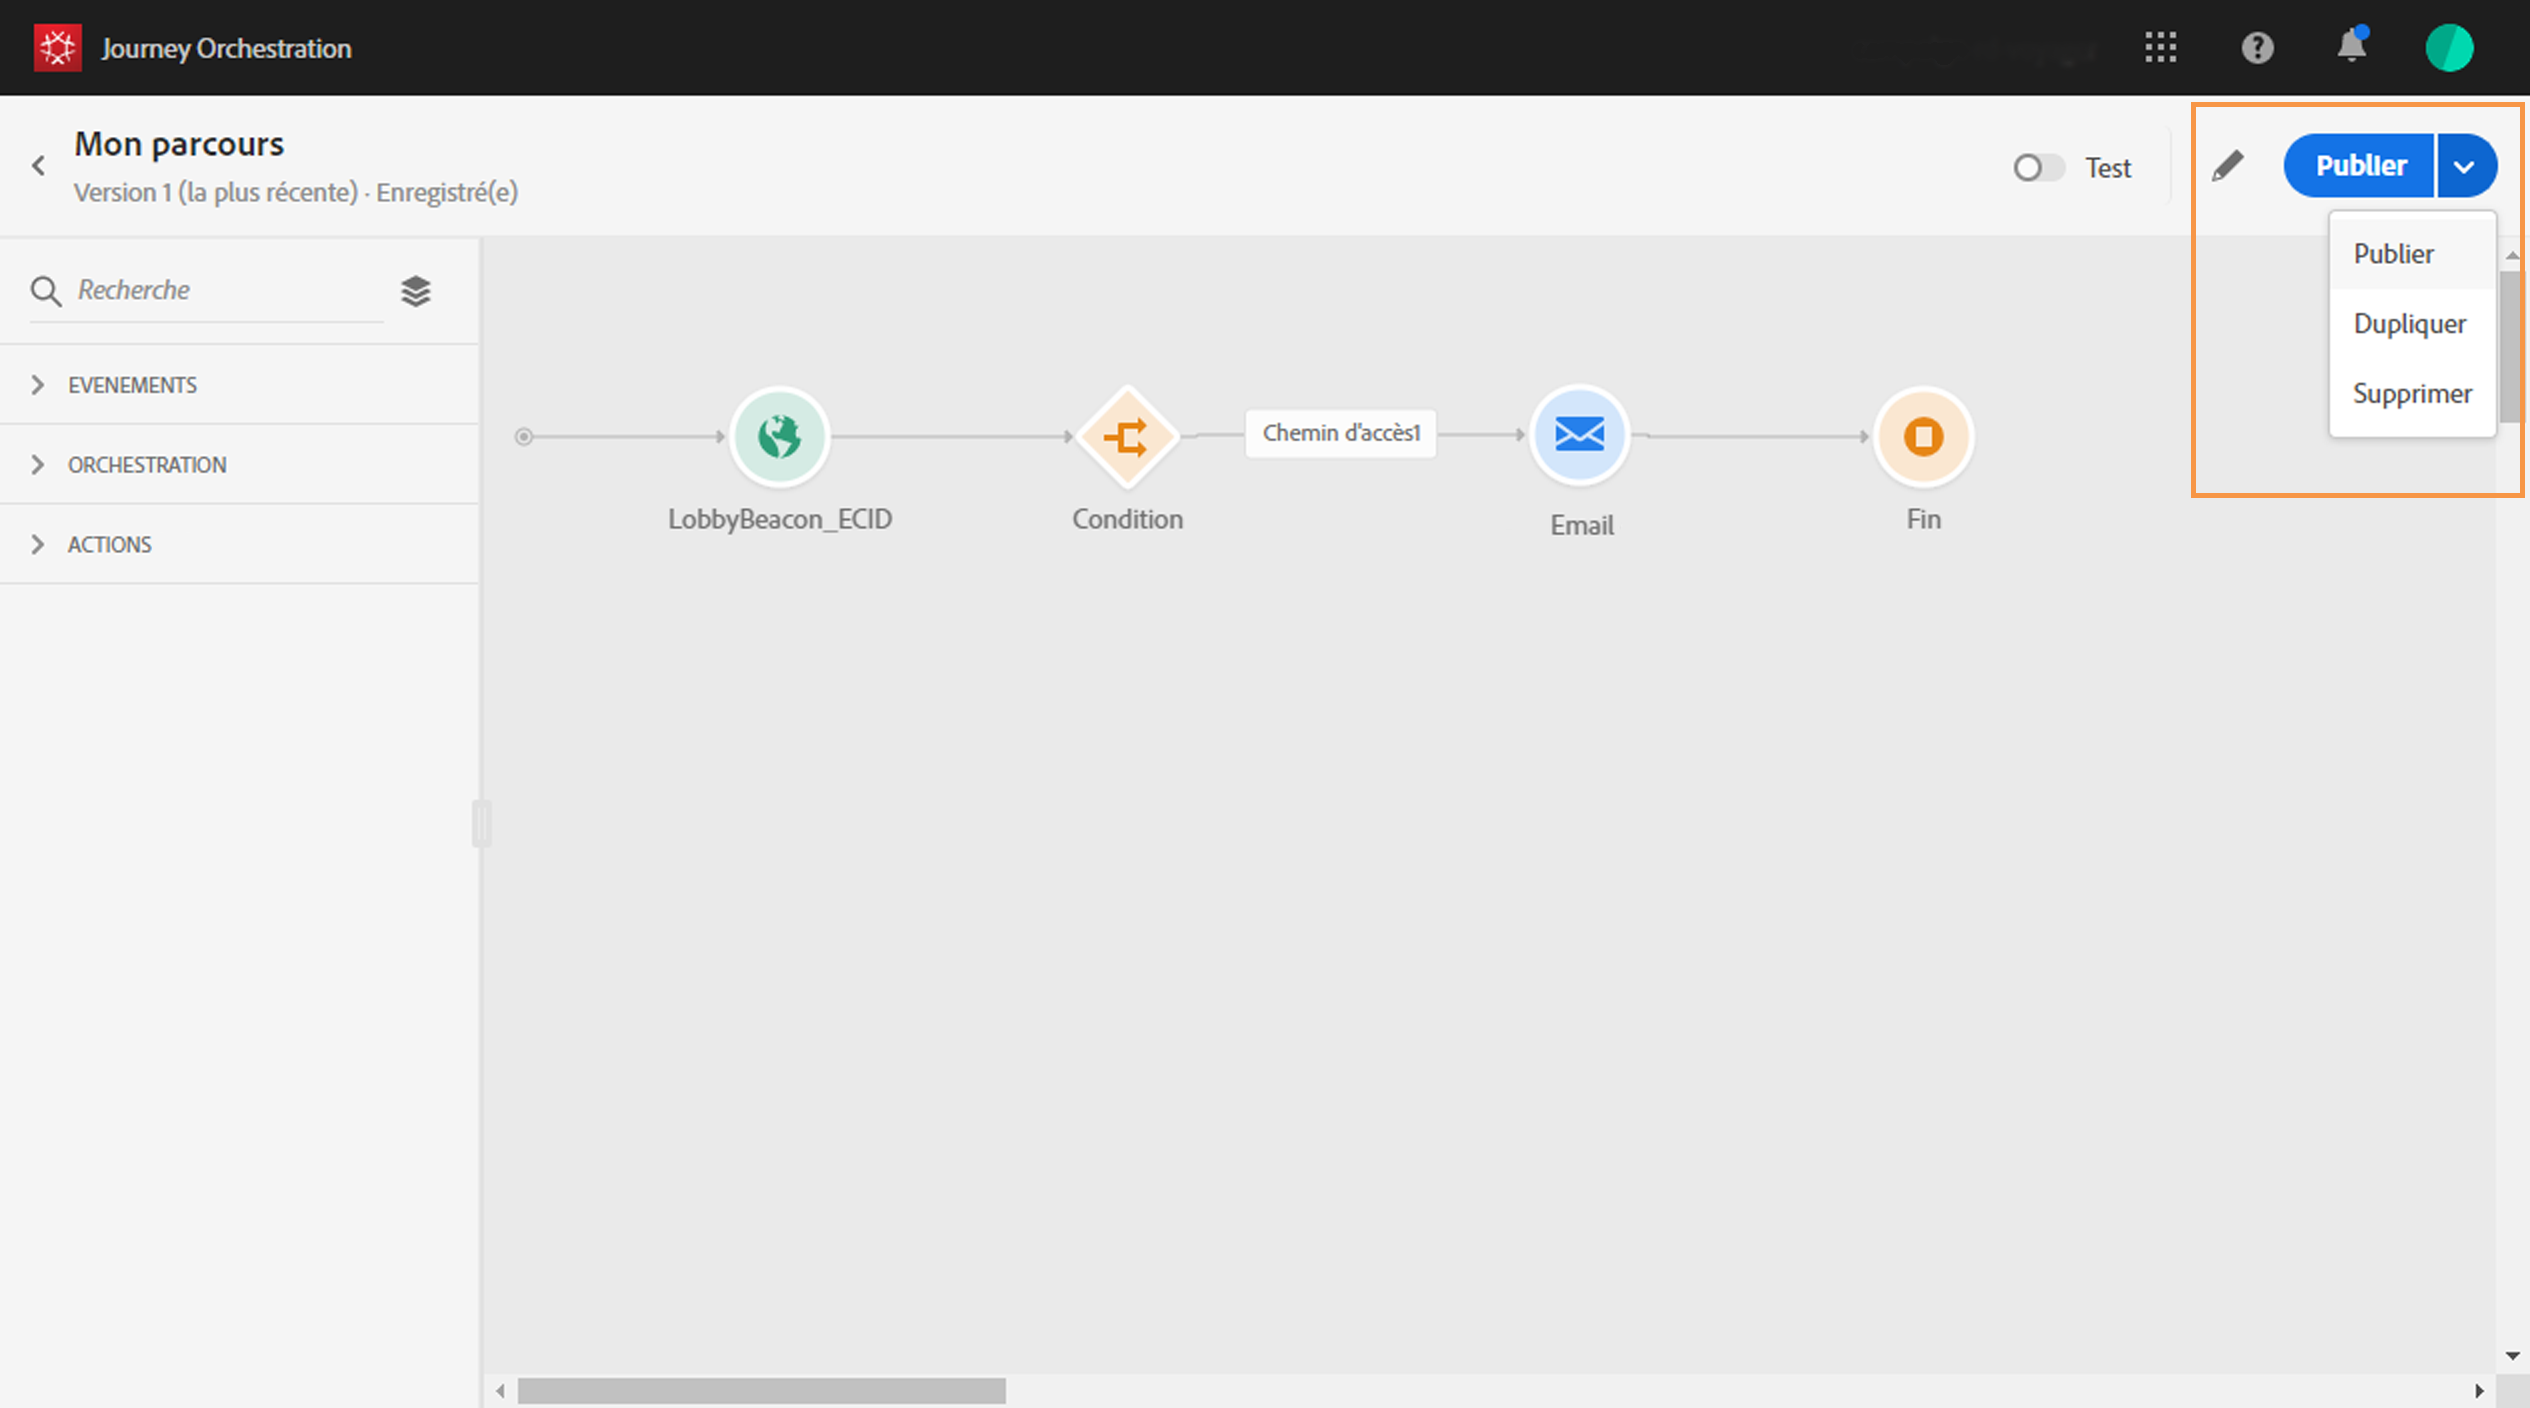 Journey Orchestration
Mon parcours
Version 1 (la plus récente) · Enregistré(e)
Test
Publier
Publier
Dupliquer
Supprimer
Recherche
EVENEMENTS
ORCHESTRATION
ACTIONS
Chemin d'accès1
LobbyBeacon_ECID
Condition
Email
Fin